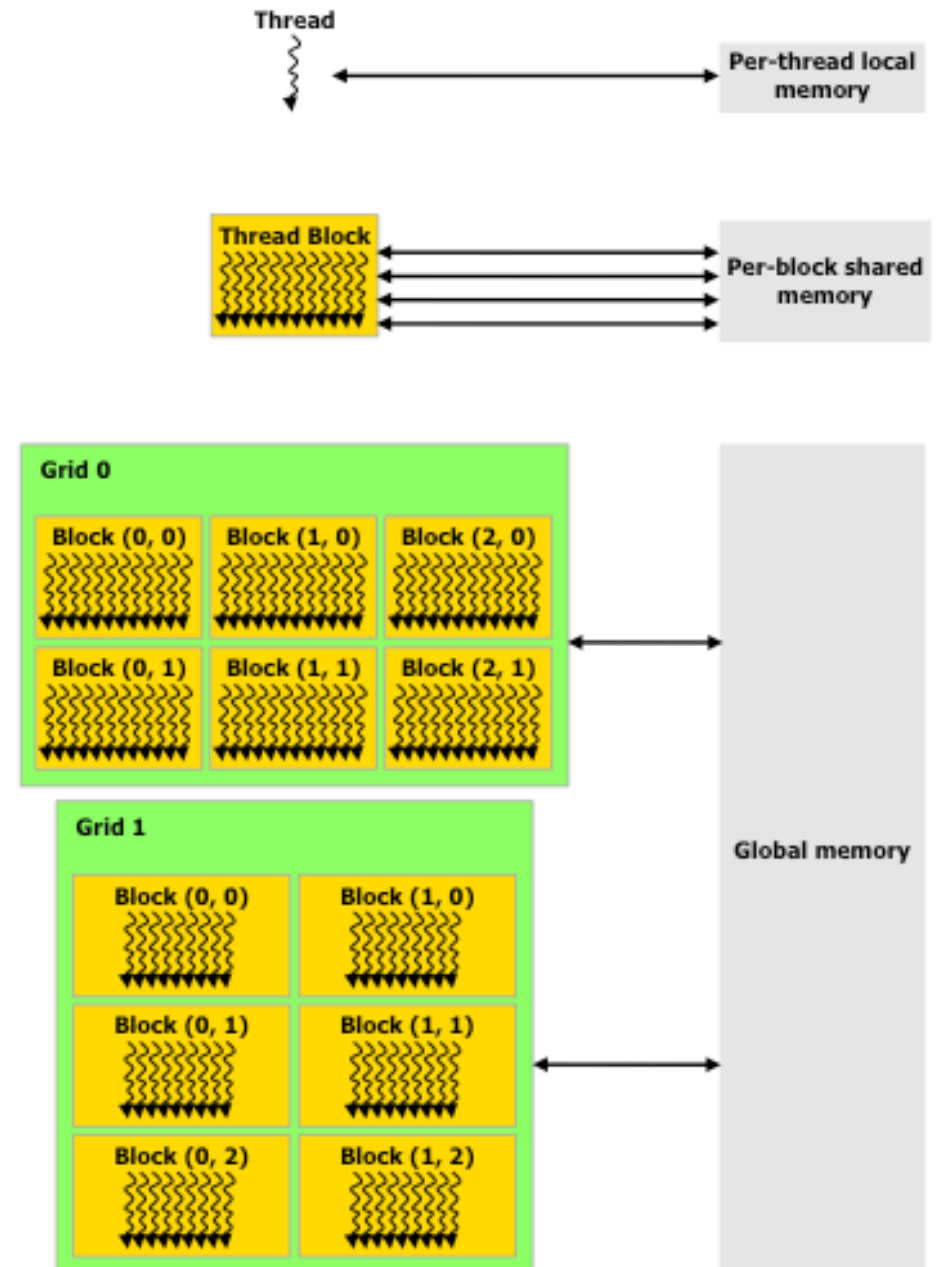 Thread
Per-thread local
memory
Thread Block
Per-block shared
memory
Grid 0
Block (0, 0)
Block (1, 0)
Block (2, 0)
Block (0, 1)
Block (1, 1)
Block (2, 1)
Grid 1
Global memory
Block (0, 0)
Block (1, 0)
Block (0, 1)
Block (1, 1)
Block (0, 2)
Block (1, 2)